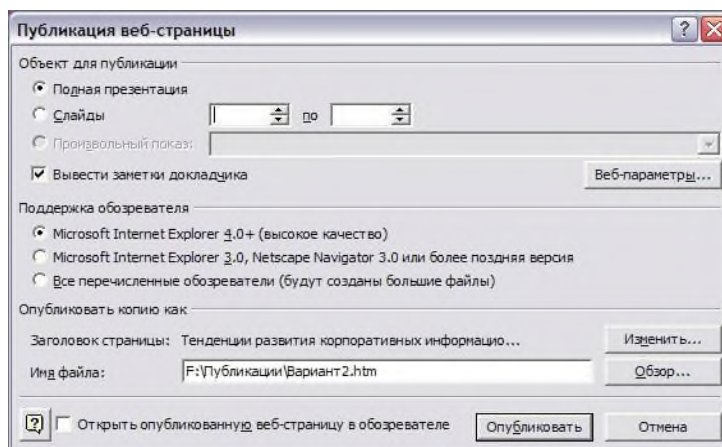 Публикация веб-страницы
Объект для публикации
Полная презентация
Слайды по
Произвольный показ:
Вывести заметки докладчика Веб-параметры...
Поддержка обозревателя
Microsoft Internet Explorer 4.0+ (высокое качество)
Microsoft Internet Explorer 3.0, Netscape Navigator 3.0 или более поздняя версия
Все перечисленные обозреватели (будут созданы большие файлы)
Опубликовать копию как
Заголовок страницы: Тенденции развития корпоративных информацио... Изменить...
Имя файла: F:\Публикации\Вариант2.htm Обзор...
Открыть опубликованную веб-страницу в обозревателе Опубликовать Отмена